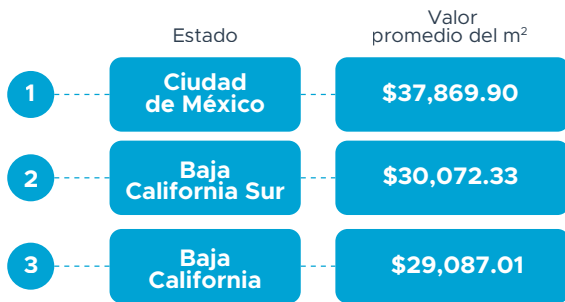 Estado
Valor
promedio del m²
1
Ciudad
de México
$37,869.90
2
Baja
California Sur
$30,072.33
3
Baja
California
$29,087.01